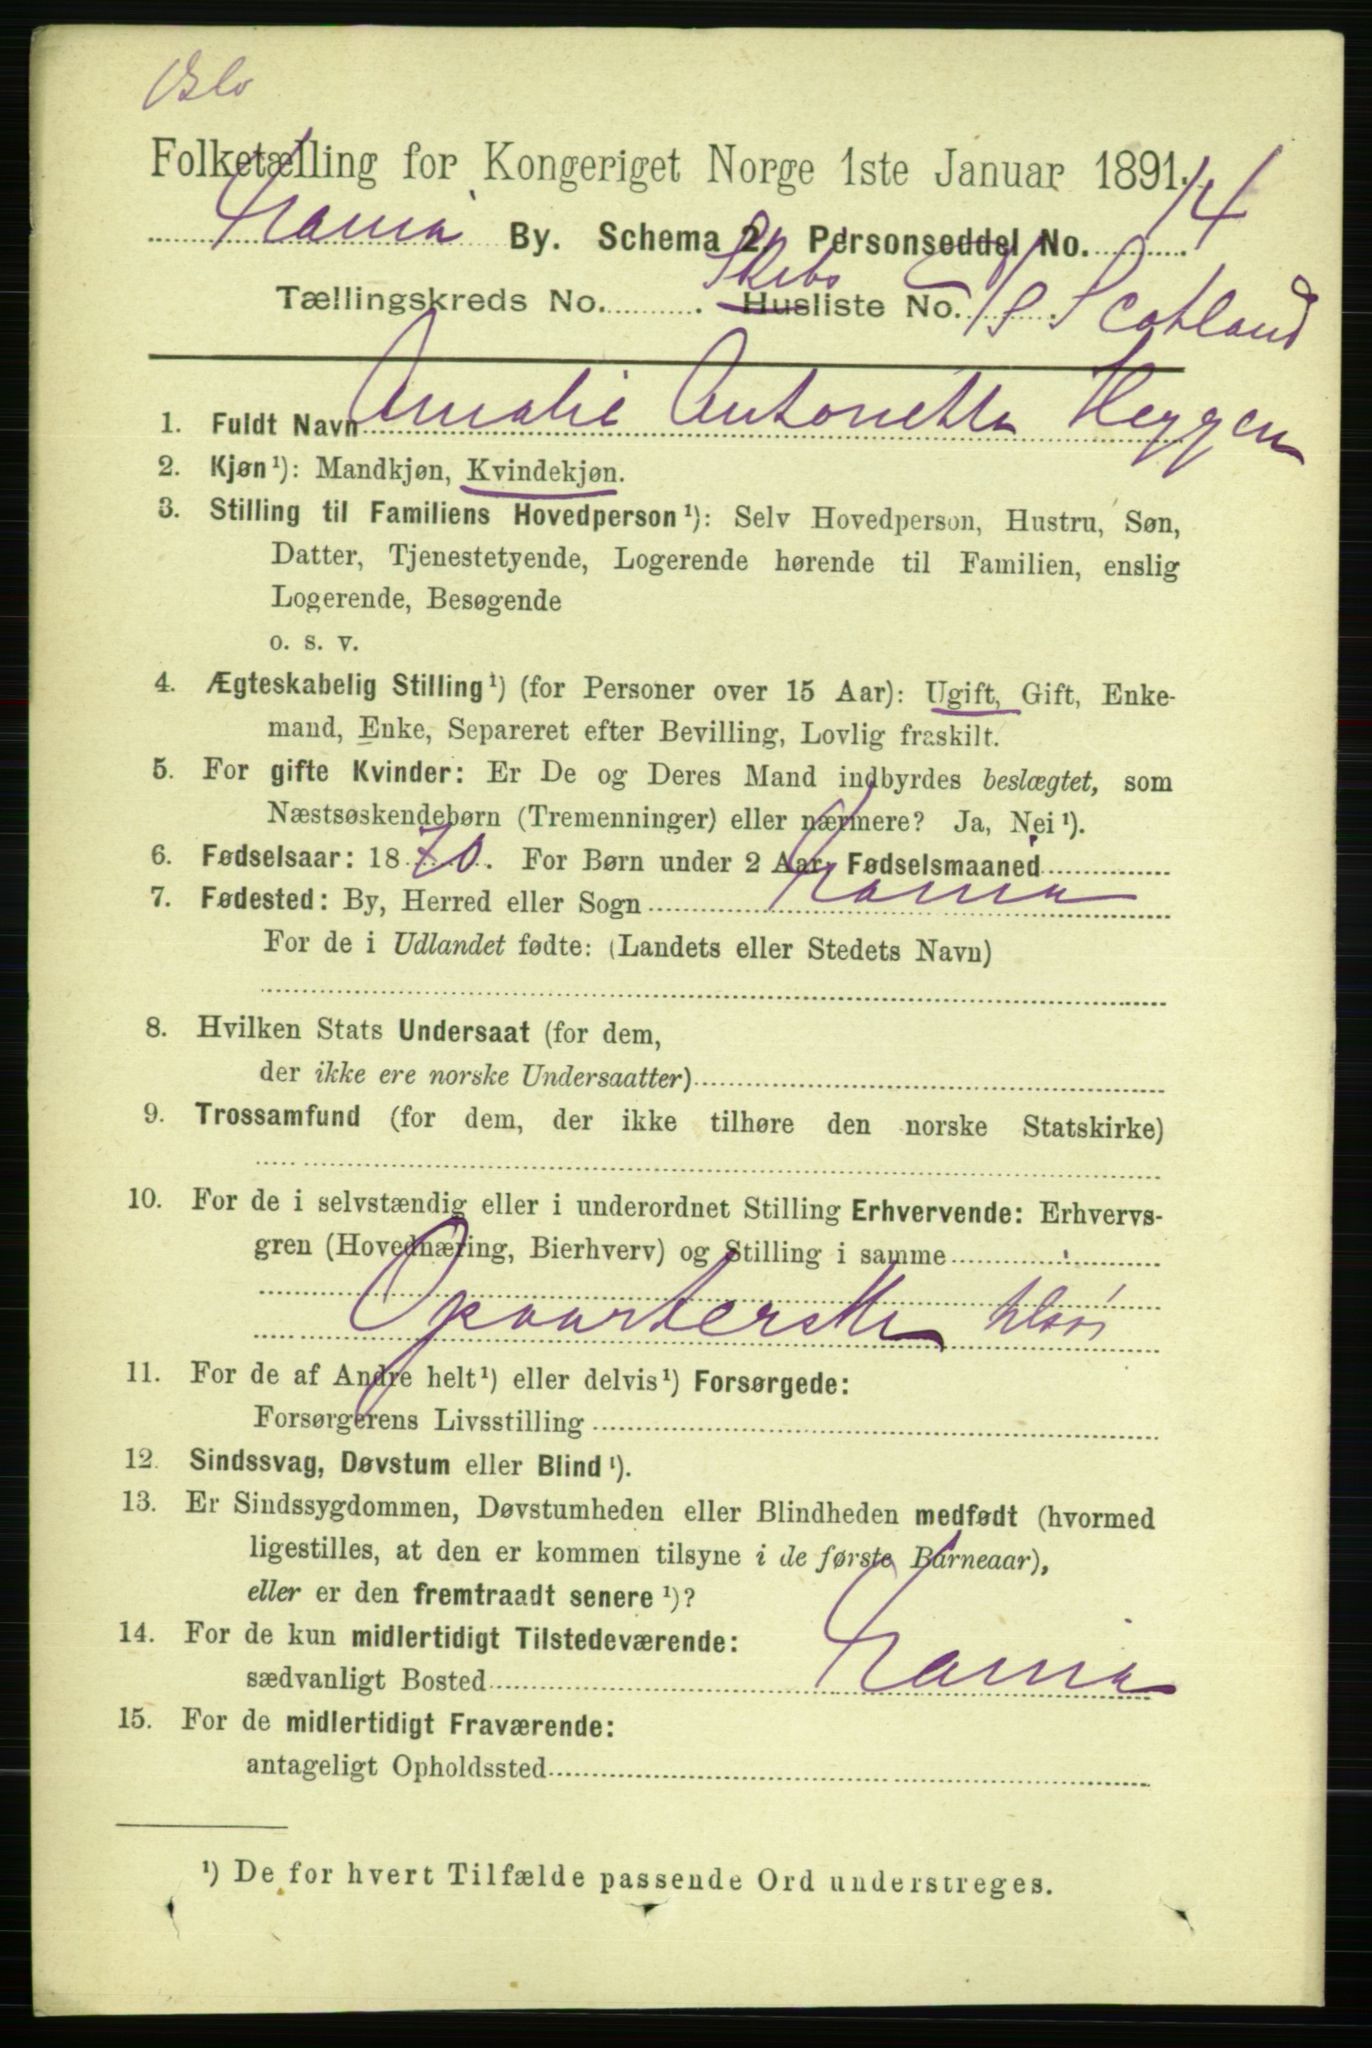 Oslo
Folketælling for Kongeriget Norge 1ste Januar 1891.
Kania By. Schema 2. Personseddel No. 14
Tællingskreds No. Skibs Husliste No. S/S Scotland
1. Fuldt Navn Amalie Antonette Heggen
2. Kjøn¹): Mandkjøn, Kvindekjøn.
3. Stilling til Familiens Hovedperson¹): Selv Hovedperson, Hustru, Søn,
Datter, Tjenestetyende, Logerende hørende til Familien, enslig
Logerende, Besøgende
o. s. v.
4. Ægteskabelig Stilling¹) (for Personer over 15 Aar): Ugift, Gift, Enke-
mand, Enke, Separeret efter Bevilling, Lovlig fraskilt.
5. For gifte Kvinder: Er De og Deres Mand indbyrdes beslægtet, som
Næstsøskendebørn (Tremenninger) eller nærmere? Ja, Nei¹).
6. Fødselsaar: 1870. For Børn under 2 Aar, Fødselsmaaned
7. Fødested: By, Herred eller Sogn Kania
For de i Udlandet fødte: (Landets eller Stedets Navn)
8. Hvilken Stats Undersaat (for dem,
der ikke ere norske Undersaatter)
9. Trossamfund (for dem, der ikke tilhøre den norske Statskirke)
10. For de i selvstændig eller i underordnet Stilling Erhvervende: Erhvervs-
gren (Hovednæring, Bierhverv) og Stilling i samme
Opvarterske
11. For de af Andre helt¹) eller delvis¹) Forsørgede:
Forsørgerens Livsstilling
12. Sindssvag, Døvstum eller Blind¹).
13. Er Sindssygdommen, Døvstumheden eller Blindheden medfødt (hvormed
ligestilles, at den er kommen tilsyne i de første Barneaar),
eller er den fremtraadt senere¹)?
14. For de kun midlertidigt Tilstedeværende:
sædvanligt Bosted Kania
15. For de midlertidigt Fraværende:
antageligt Opholdssted
¹) De for hvert Tilfælde passende Ord understreges.